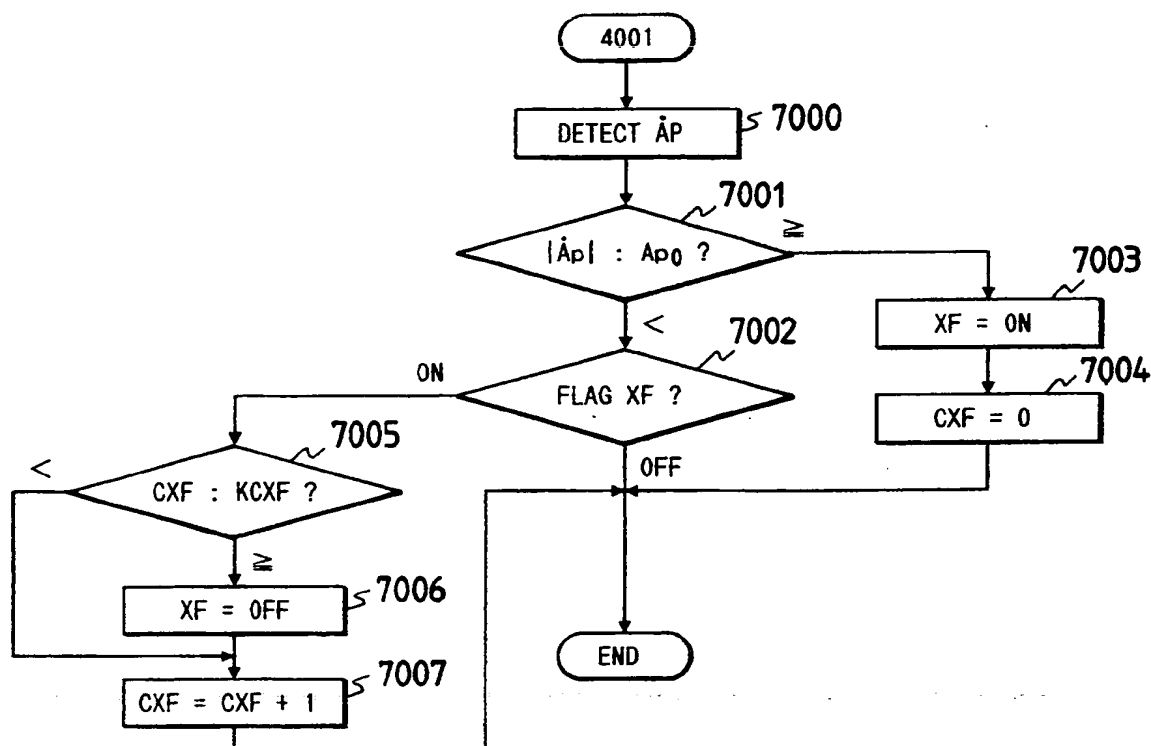 4001
DETECT ȦP
7000
7001
|Ȧp| : Ap₀ ?
≧
7003
XF = ON
<
7002
FLAG XF ?
ON
7004
CXF = 0
7005
<
CXF : KCXF ?
OFF
≧
7006
XF = OFF
END
7007
CXF = CXF + 1